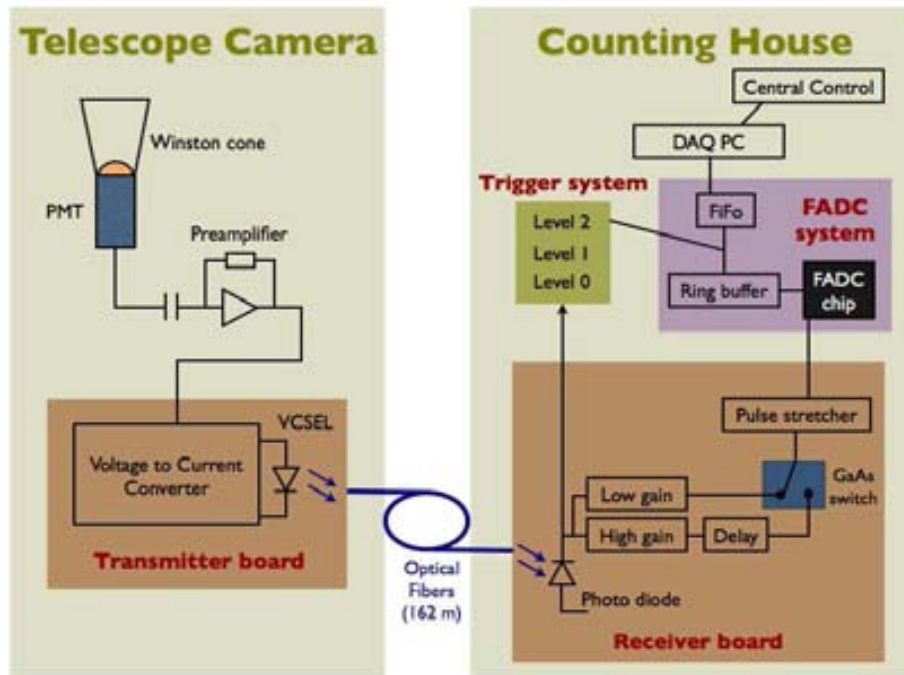 Telescope Camera
Winston cone
PMT
Preamplifier
VCSEL
Voltage to Current
Converter
Transmitter board
Optical
Fibers
(162 m)
Counting House
Central Control
DAQ PC
Trigger system
Level 2
Level 1
Level 0
FiFo
FADC
system
Ring buffer
FADC
chip
Pulse stretcher
GaAs
switch
Low gain
High gain
Delay
Photo diode
Receiver board